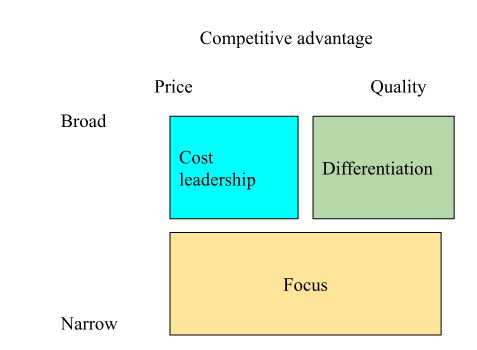 Competitive advantage
Price Quality
Broad
Cost
leadership
Differentiation
Focus
Narrow